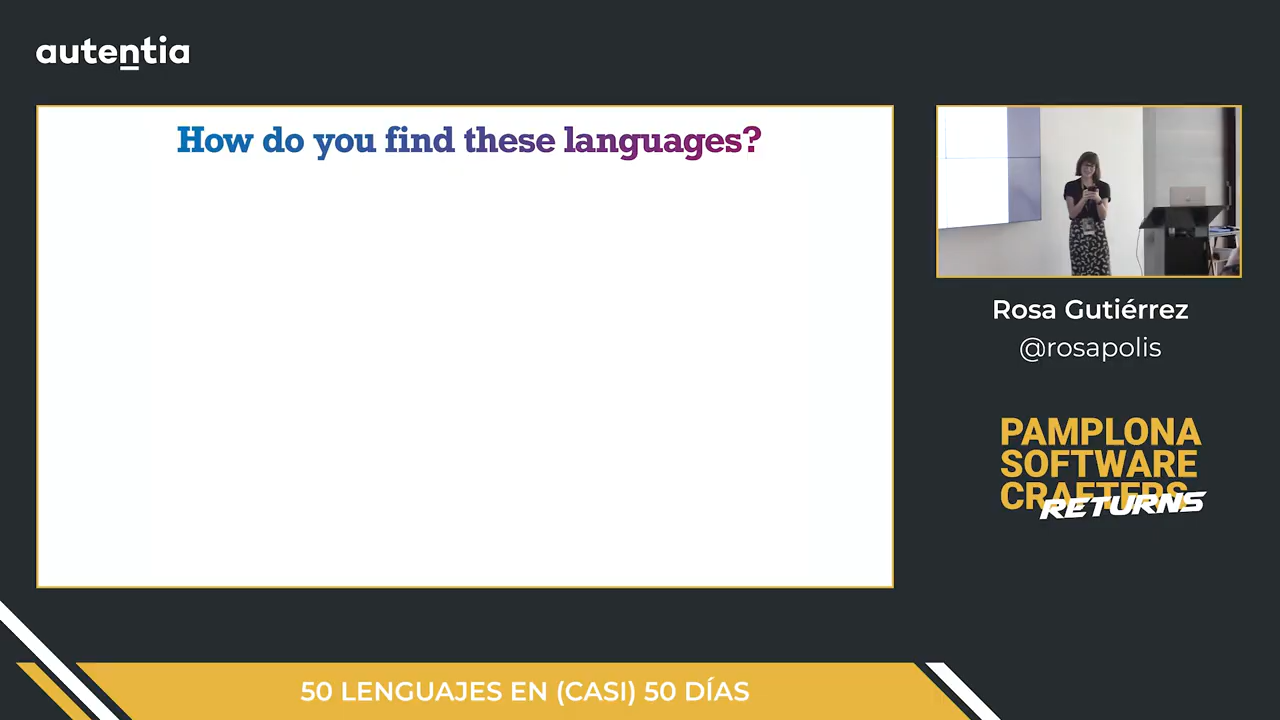 autentia
How do you find these languages?
Rosa Gutiérrez
@rosapolis
PAMPLONA
SOFTWARE
CRAFTERS
RETURNS
50 LENGUAJES EN (CASI) 50 DÍAS